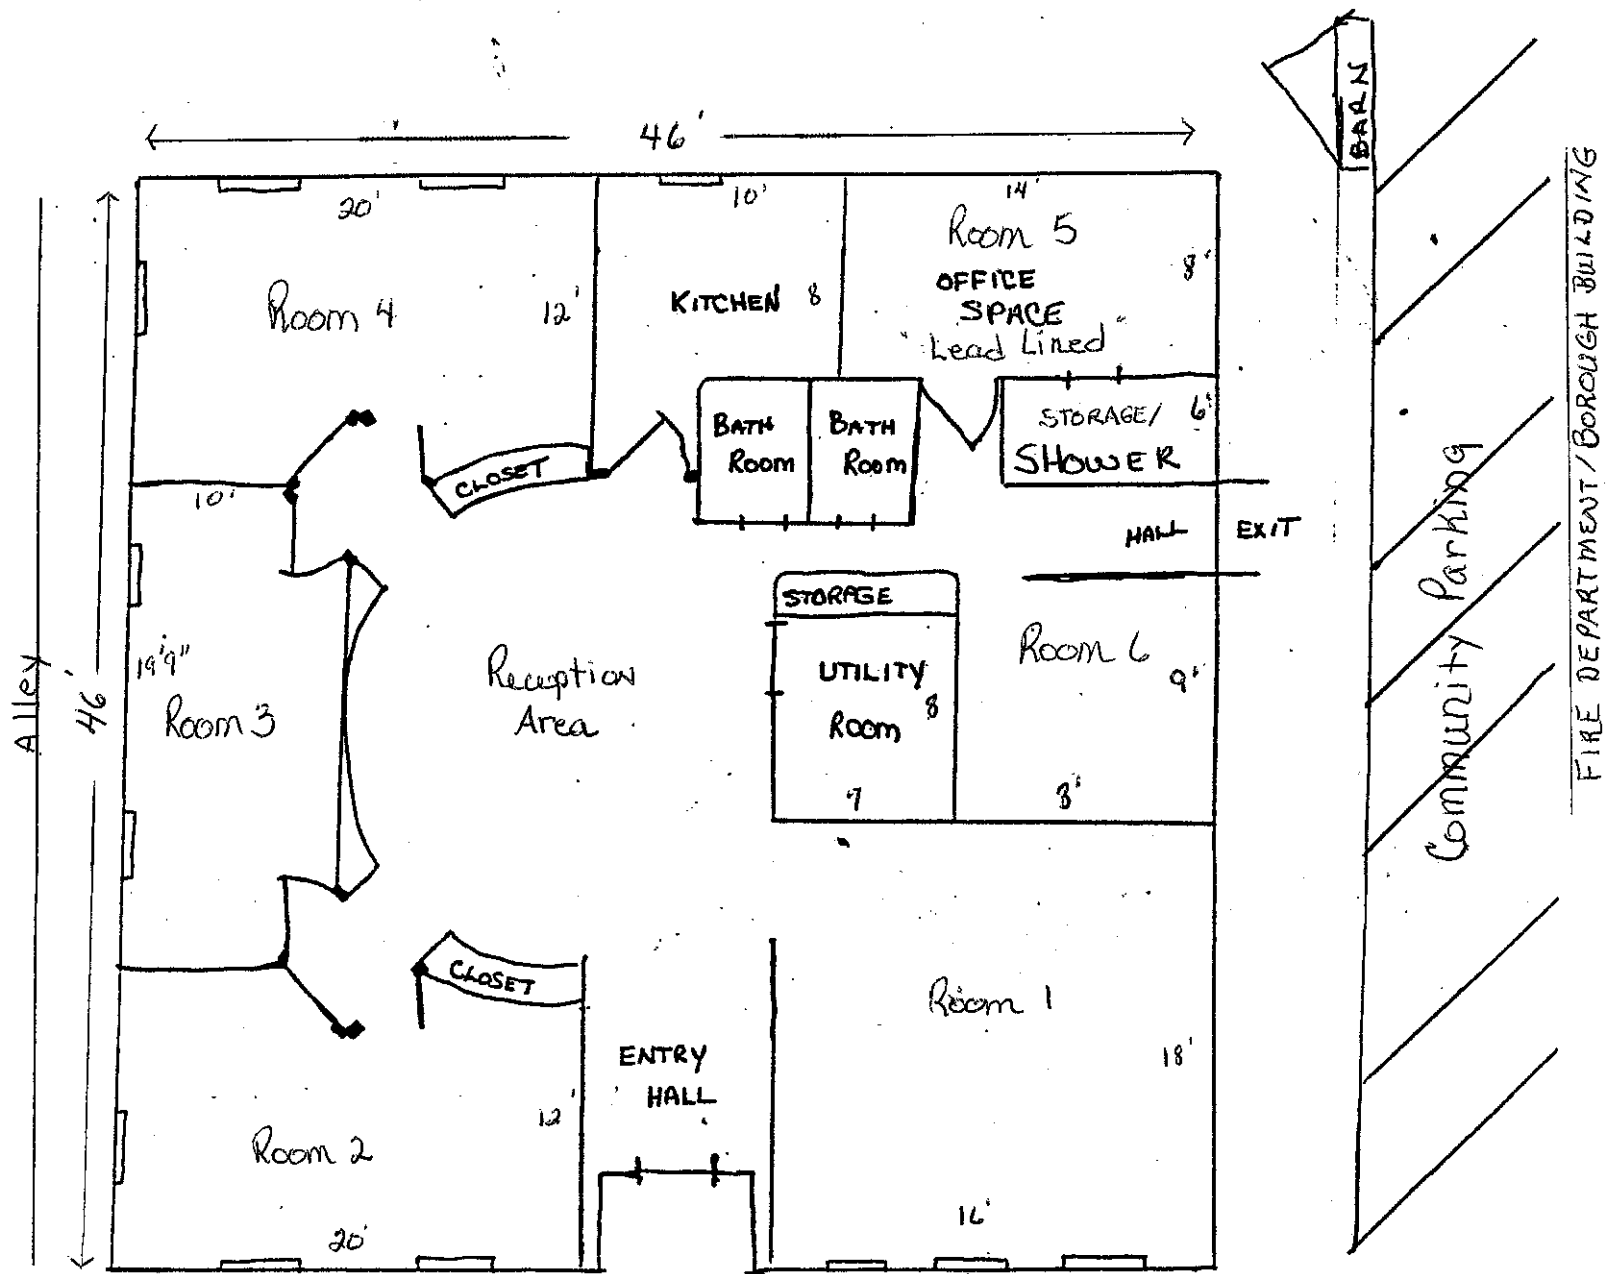 46'
BARN
20'
10'
14'
Room 5
8'
OFFICE
SPACE
"Lead Lined"
Room 4
12'
KITCHEN 8
BATH
Room
BATH
Room
STORAGE/ 6'
SHOWER
CLOSET
10'
HALL
EXIT
STORAGE
19'9"
Room 3
Reception
Area
UTILITY
Room
8
7
Room 6
9'
8'
Alley
46'
Community Parking
FIRE DEPARTMENT/BOROUGH BUILDING
CLOSET
Room 1
18'
16'
ENTRY
HALL
12'
Room 2
20'